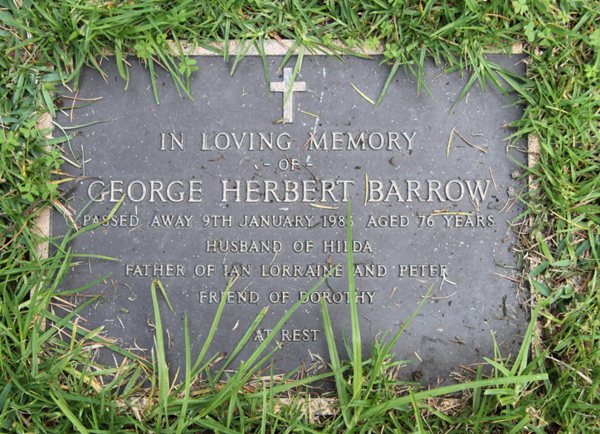 IN LOVING MEMORY
- OF -
GEORGE HERBERT BARROW
PASSED AWAY 9TH JANUARY AGED 76 YEARS
HUSBAND OF HILDA
FATHER OF IAN LORRAINE AND PETER
FRIEND OF DOROTHY
AT REST